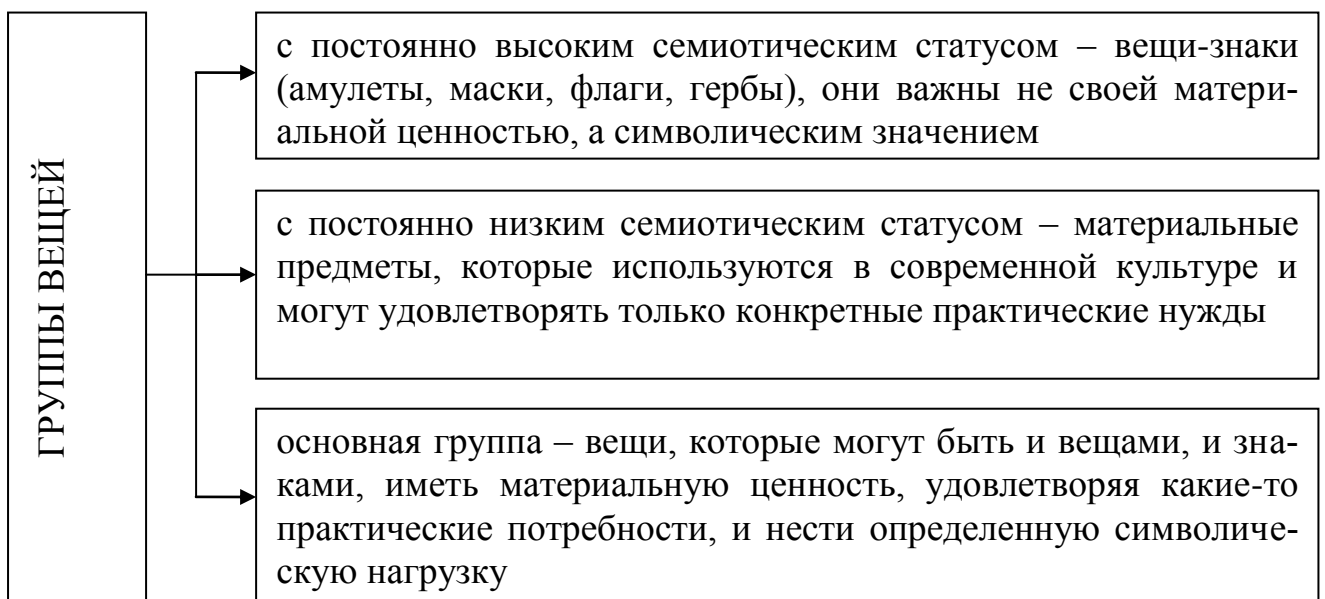 ГРУППЫ ВЕЩЕЙ
с постоянно высоким семиотическим статусом – вещи-знаки
(амулеты, маски, флаги, гербы), они важны не своей матери-
альной ценностью, а символическим значением
с постоянно низким семиотическим статусом – материальные
предметы, которые используются в современной культуре и
могут удовлетворять только конкретные практические нужды
основная группа – вещи, которые могут быть и вещами, и зна-
ками, иметь материальную ценность, удовлетворяя какие-то
практические потребности, и нести определенную символиче-
скую нагрузку